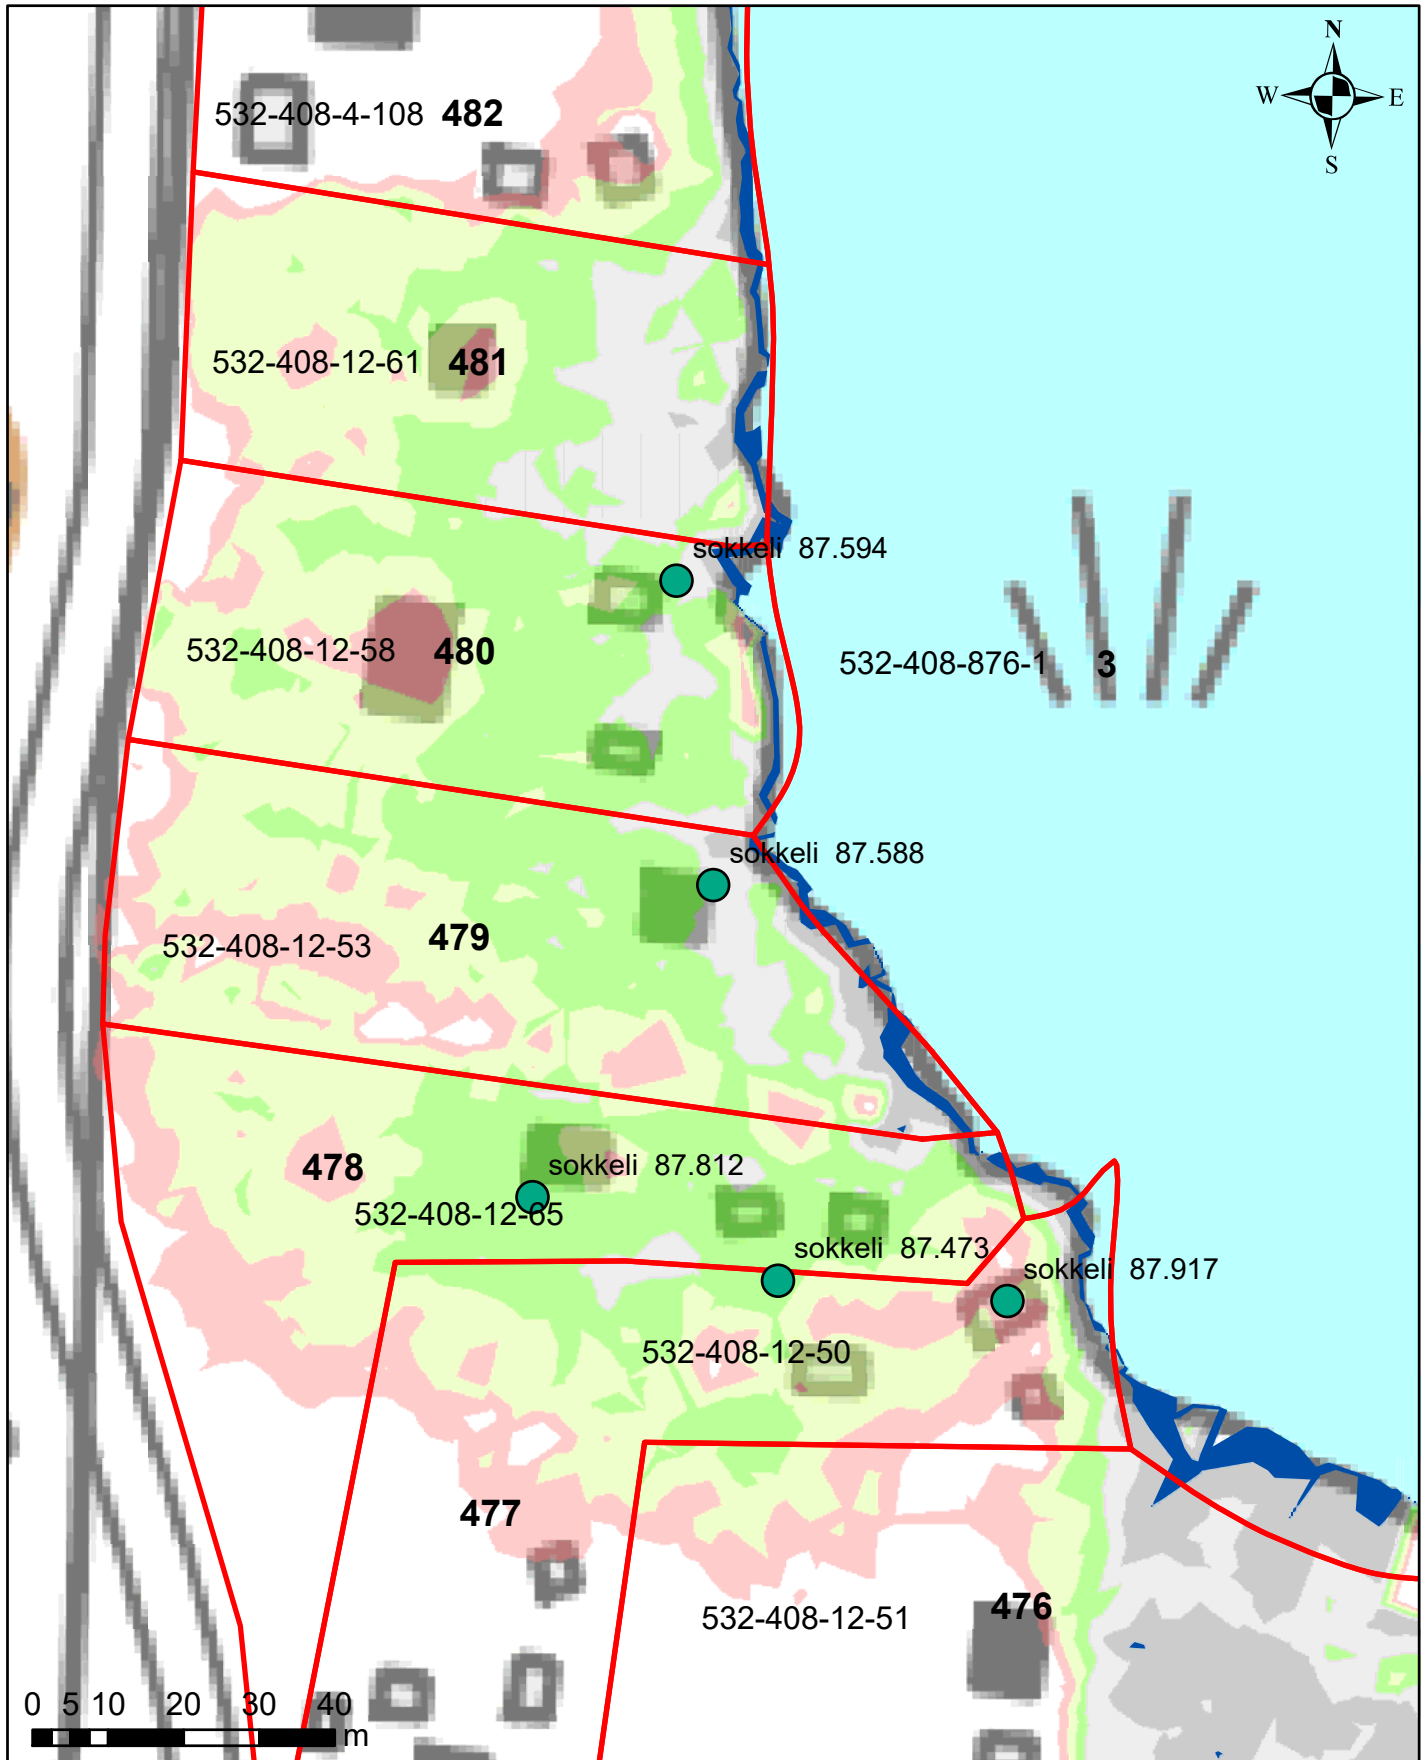 N
W E
S
532-408-4-108 482
532-408-12-61 481
sokkeli 87.594
532-408-12-58 480
532-408-876-1 3
sokkeli 87.588
532-408-12-53 479
478
sokkeli 87.812
532-408-12-65
sokkeli 87.473
sokkeli 87.917
532-408-12-50
477
476
532-408-12-51
0 5 10 20 30 40
m